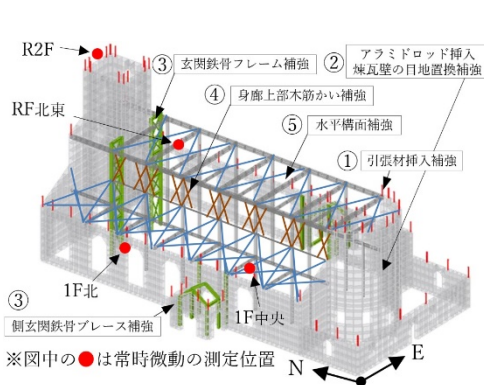 R2F
③ 玄関鉄骨フレーム補強
② アラミドロッド挿入
煉瓦壁の目地置換補強
RF北東
④ 身廊上部木筋かい補強
⑤ 水平構面補強
① 引張材挿入補強
1F北
1F中央
③
側玄関鉄骨ブレース補強
※図中の●は常時微動の測定位置
N
E